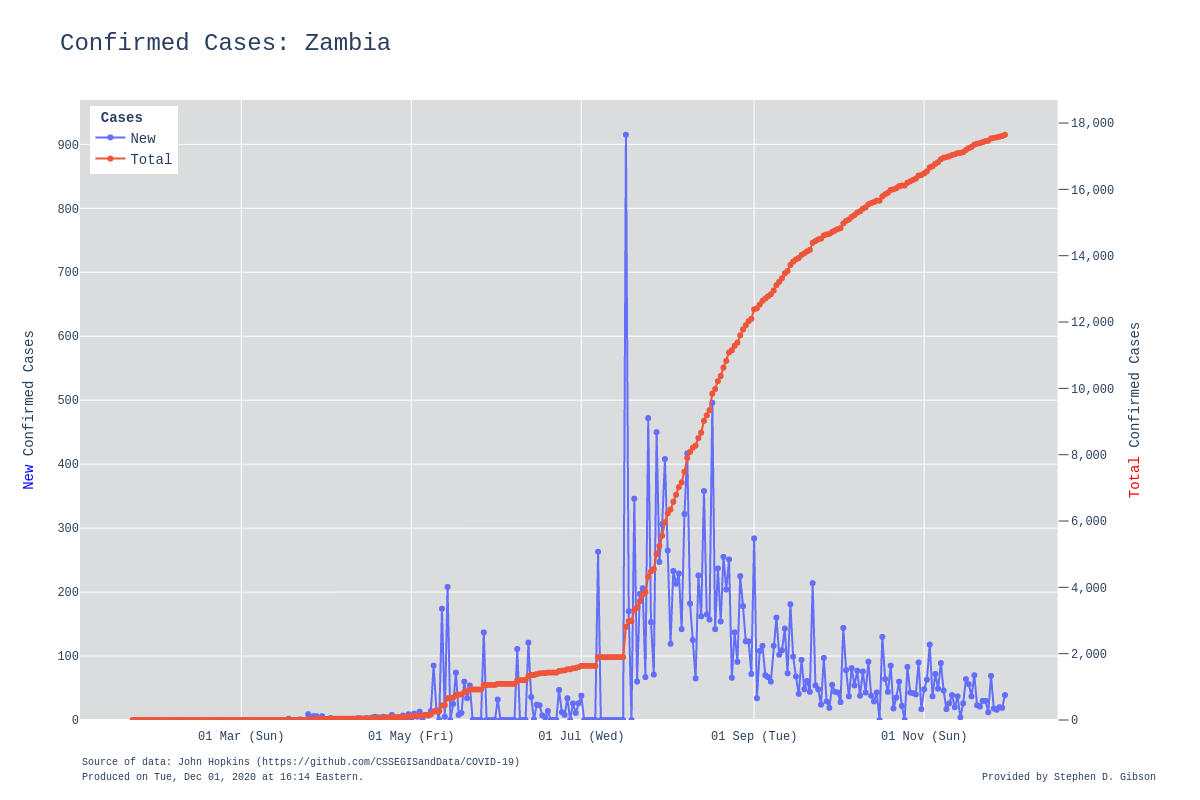 Confirmed Cases: Zambia
Cases
New
Total
900
800
700
600
500
400
300
200
100
0
18,000
16,000
14,000
12,000
10,000
8,000
6,000
4,000
2,000
0
New Confirmed Cases
Total Confirmed Cases
01 Mar (Sun) 01 May (Fri) 01 Jul (Wed) 01 Sep (Tue) 01 Nov (Sun)
Source of data: John Hopkins (https://github.com/CSSEGISandData/COVID-19)
Produced on Tue, Dec 01, 2020 at 16:14 Eastern.
Provided by Stephen D. Gibson